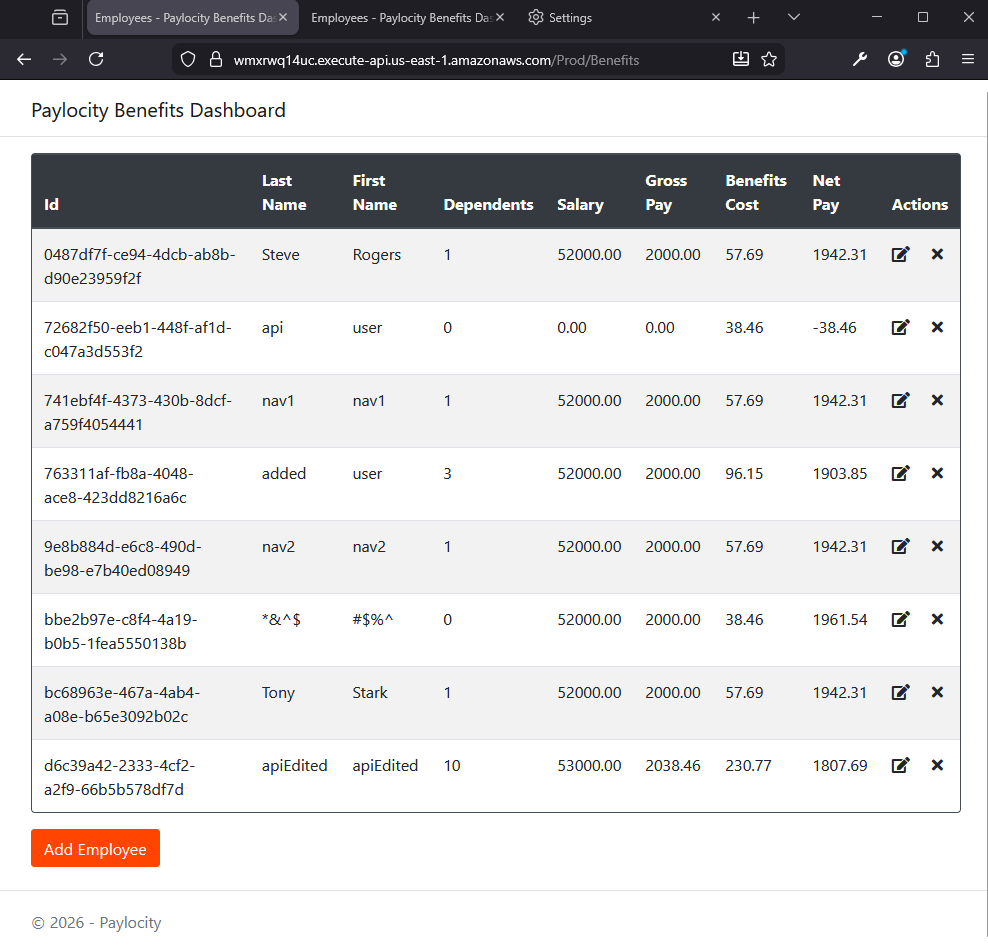 Employees - Paylocity Benefits Da
Employees - Paylocity Benefits Da
Settings
wmxrwq14uc.execute-api.us-east-1.amazonaws.com/Prod/Benefits
Paylocity Benefits Dashboard
Id Last Name First Name Dependents Salary Gross Pay Benefits Cost Net Pay Actions
0487df7f-ce94-4dcb-ab8b- Steve Rogers 1 52000.00 2000.00 57.69 1942.31
d90e23959f2f
72682f50-eeb1-448f-af1d- api user 0 0.00 0.00 38.46 -38.46
c047a3d553f2
741ebf4f-4373-430b-8dcf- nav1 nav1 1 52000.00 2000.00 57.69 1942.31
a759f4054441
763311af-fb8a-4048- added user 3 52000.00 2000.00 96.15 1903.85
ace8-423dd8216a6c
9e8b884d-e6c8-490d- nav2 nav2 1 52000.00 2000.00 57.69 1942.31
be98-e7b40ed08949
bbe2b97e-c8f4-4a19- *&^$ #$%^ 0 52000.00 2000.00 38.46 1961.54
b0b5-1fea5550138b
bc68963e-467a-4ab4- Tony Stark 1 52000.00 2000.00 57.69 1942.31
a08e-b65e3092b02c
d6c39a42-2333-4cf2- apiEdited apiEdited 10 53000.00 2038.46 230.77 1807.69
a2f9-66b5b578df7d
Add Employee
© 2026 - Paylocity